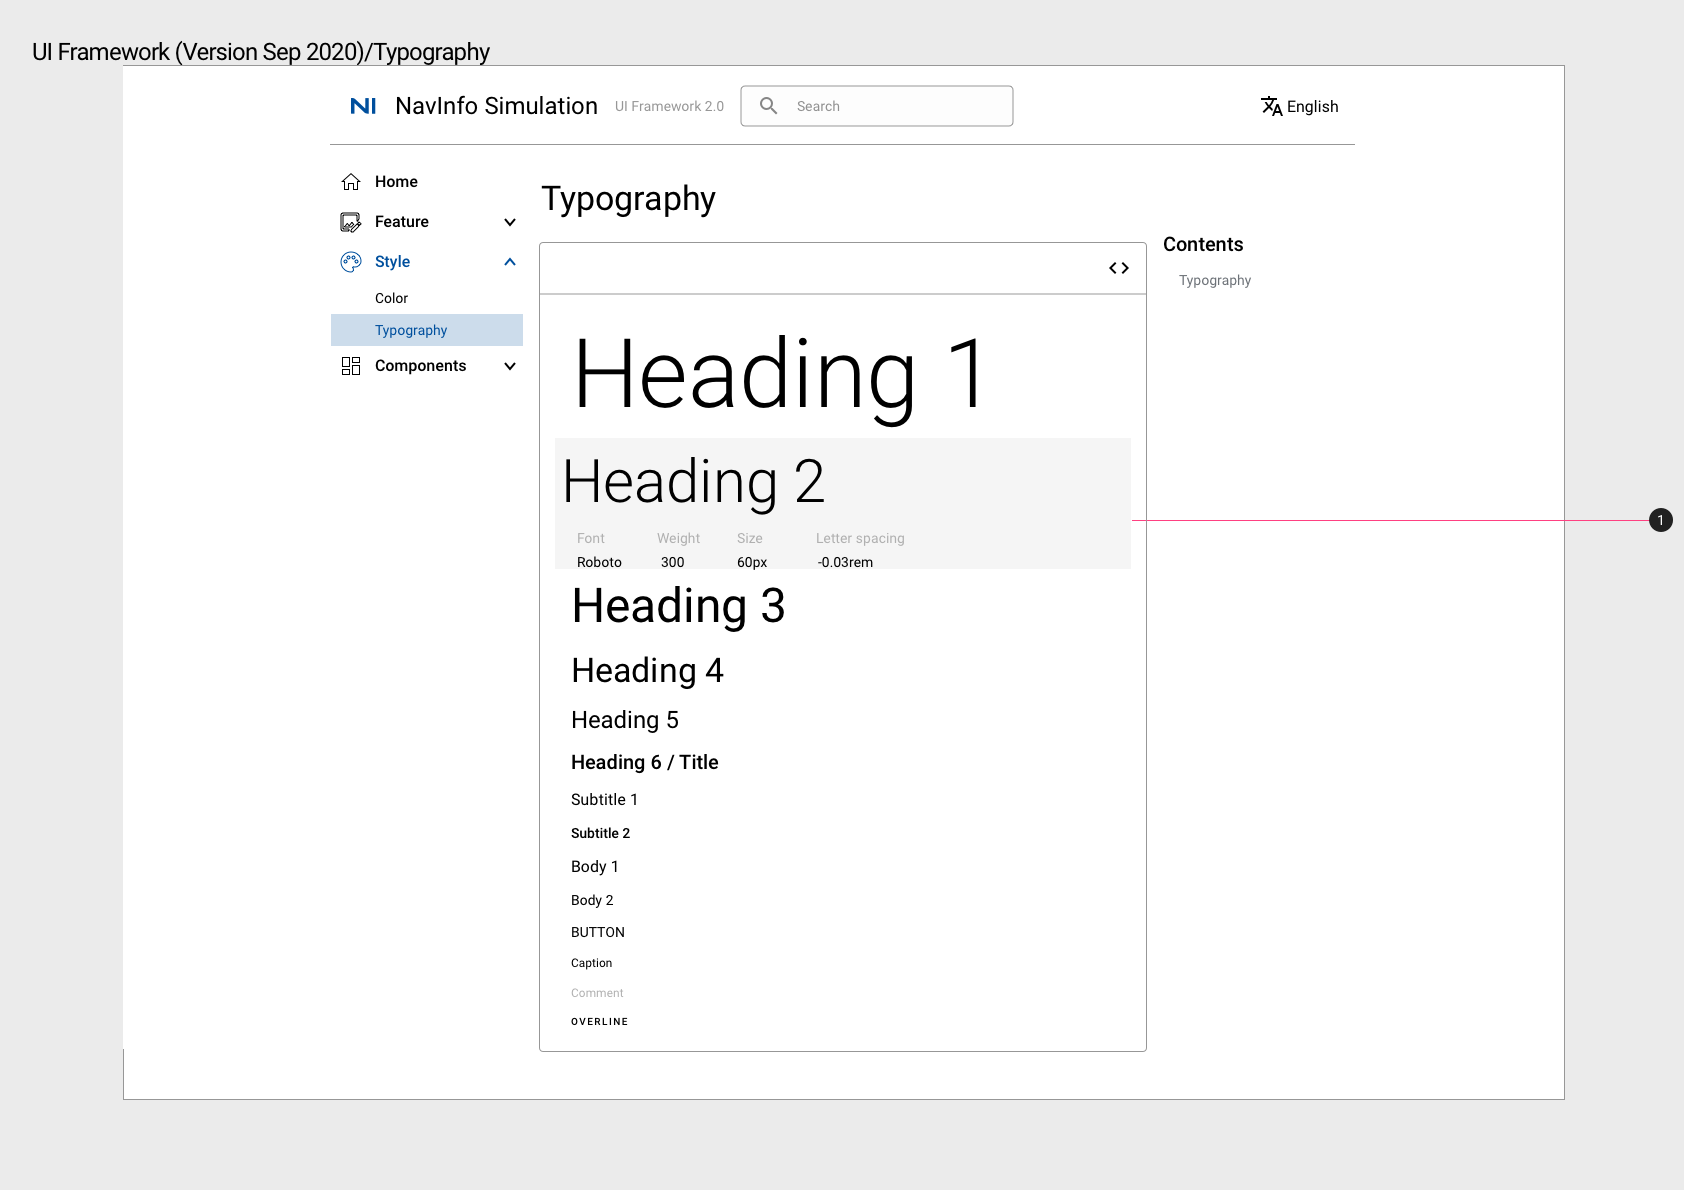 UI Framework (Version Sep 2020)/Typography
NI NavInfo Simulation UI Framework 2.0 Search English
Home
Feature
Style
Color
Typography
Components
Typography
Heading 1
Heading 2
Font Weight Size Letter spacing
Roboto 300 60px -0.03rem
Heading 3
Heading 4
Heading 5
Heading 6 / Title
Subtitle 1
Subtitle 2
Body 1
Body 2
BUTTON
Caption
Comment
OVERLINE
Contents
Typography
1